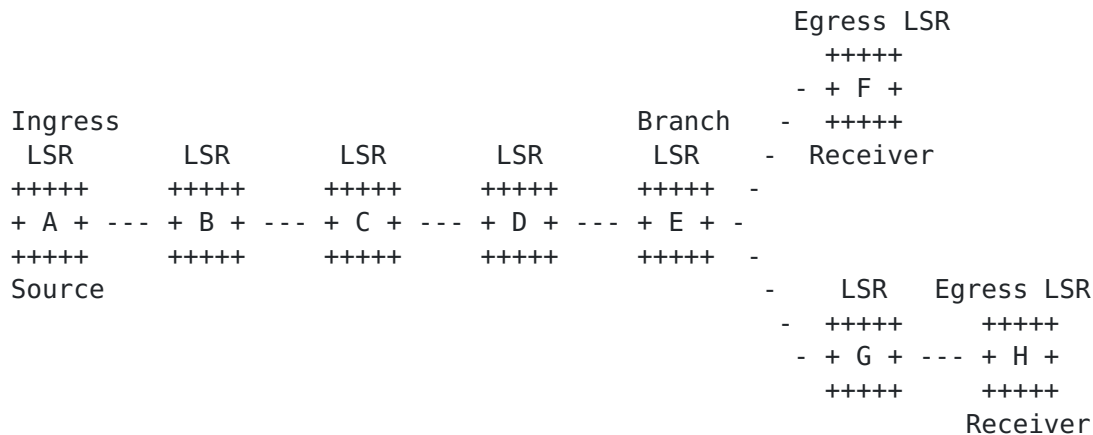 Egress LSR
+++++
- + F +
Ingress Branch - +++++
LSR LSR LSR LSR LSR - Receiver
+++++ +++++ +++++ +++++ +++++ -
+ A + --- + B + --- + C + --- + D + --- + E + -
+++++ +++++ +++++ +++++ +++++ -
Source - LSR Egress LSR
- +++++ +++++
- + G + --- + H +
+++++ +++++
Receiver